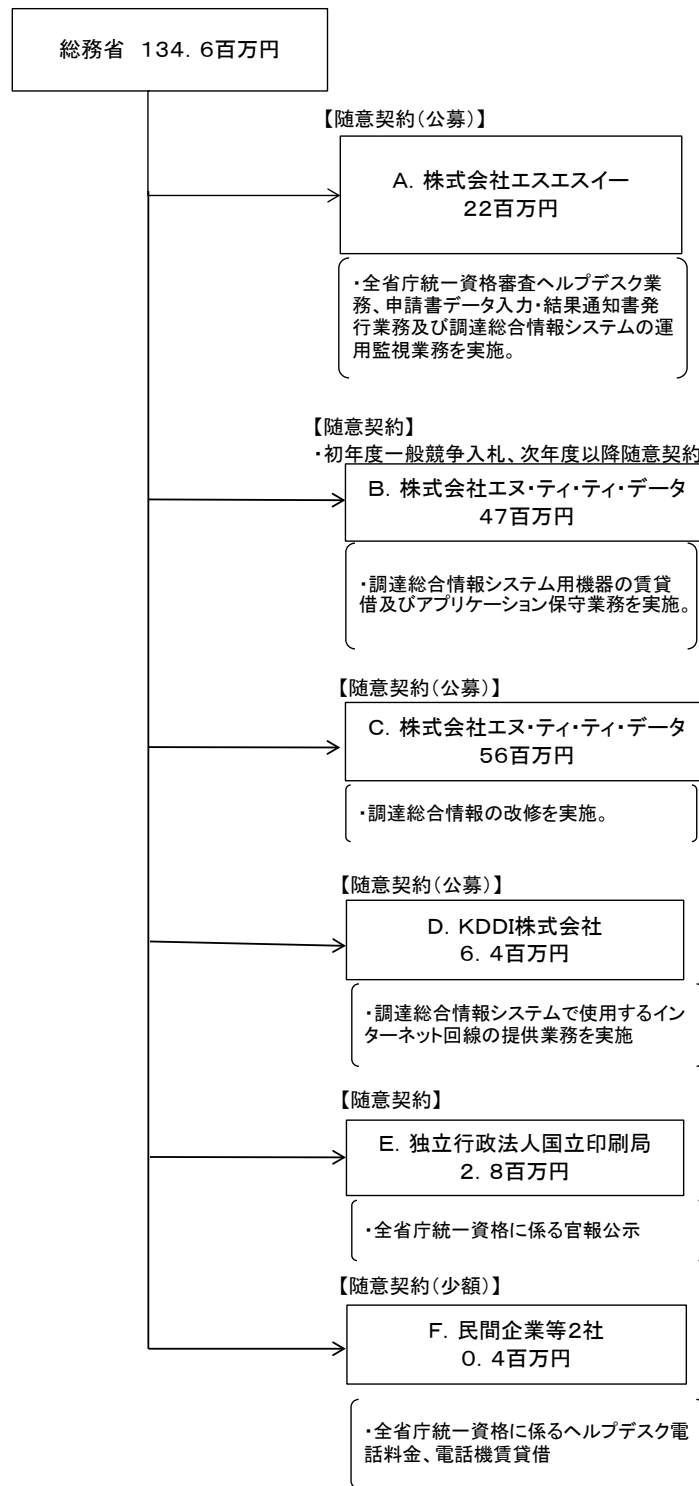 総務省　１３４．６百万円
【随意契約（公募）】
Ａ．株式会社エスエスイー
２２百万円
・全省庁統一資格審査ヘルプデスク業
務、申請書データ入力・結果通知書発
行業務及び調達総合情報システムの運
用監視業務を実施。
【随意契約】
・初年度一般競争入札、次年度以降随意契約
Ｂ．株式会社エヌ・ティ・ティ・データ
４７百万円
・調達総合情報システム用機器の賃貸
借及びアプリケーション保守業務を実施。
【随意契約（公募）】
Ｃ．株式会社エヌ・ティ・ティ・データ
５６百万円
・調達総合情報の改修を実施。
【随意契約（公募）】
Ｄ．ＫＤＤＩ株式会社
６．４百万円
・調達総合情報システムで使用するイン
ターネット回線の提供業務を実施
【随意契約】
Ｅ．独立行政法人国立印刷局
２．８百万円
・全省庁統一資格に係る官報公示
【随意契約（少額）】
Ｆ．民間企業等２社
０．４百万円
・全省庁統一資格に係るヘルプデスク電
話料金、電話機賃貸借